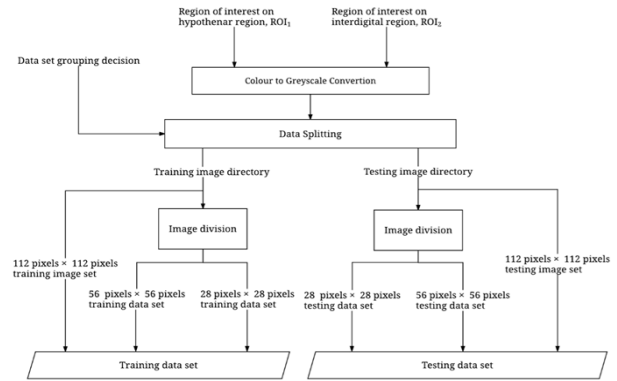 Region of interest on
hypothenar region, ROI₁
Region of interest on
interdigital region, ROI₂
Data set grouping decision
Colour to Greyscale Convertion
Data Splitting
Training image directory
Testing image directory
Image division
Image division
112 pixels × 112 pixels
training image set
112 pixels × 112 pixels
testing image set
56 pixels × 56 pixels
training data set
28 pixels × 28 pixels
training data set
28 pixels × 28 pixels
testing data set
56 pixels × 56 pixels
testing data set
Training data set
Testing data set